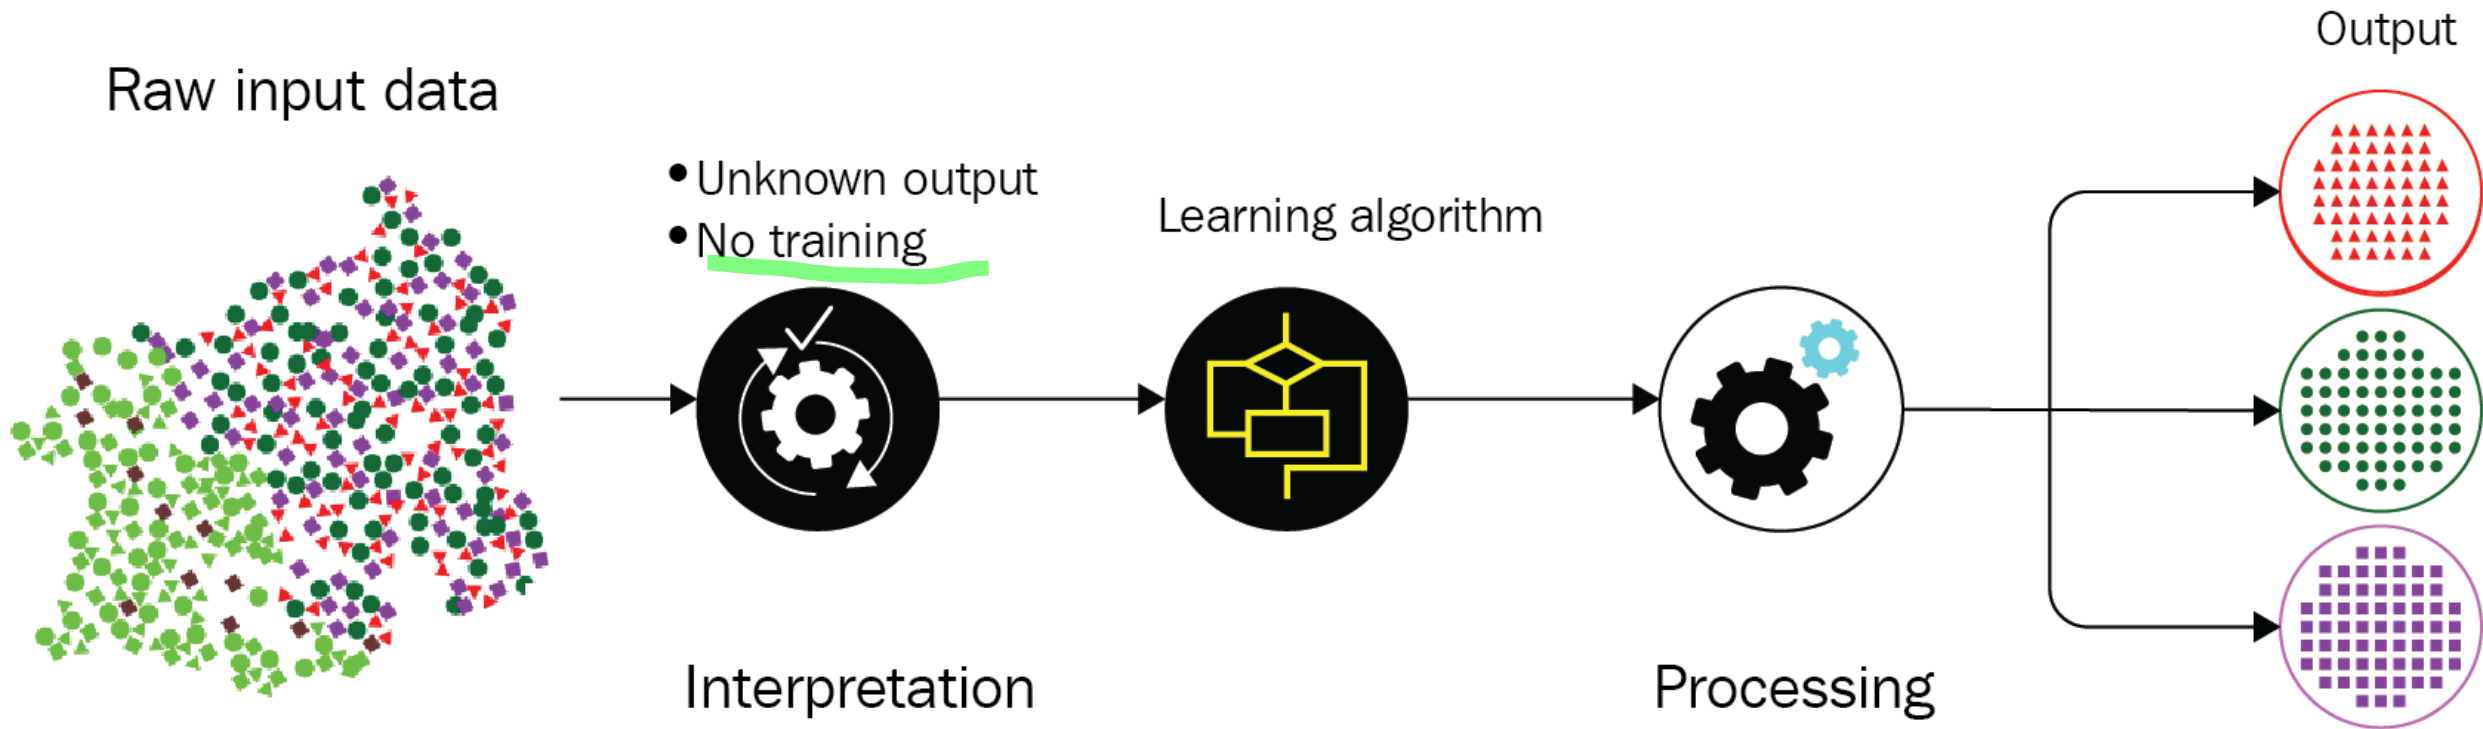 Output
Raw input data
•Unknown output
•No training
Learning algorithm
Interpretation
Processing